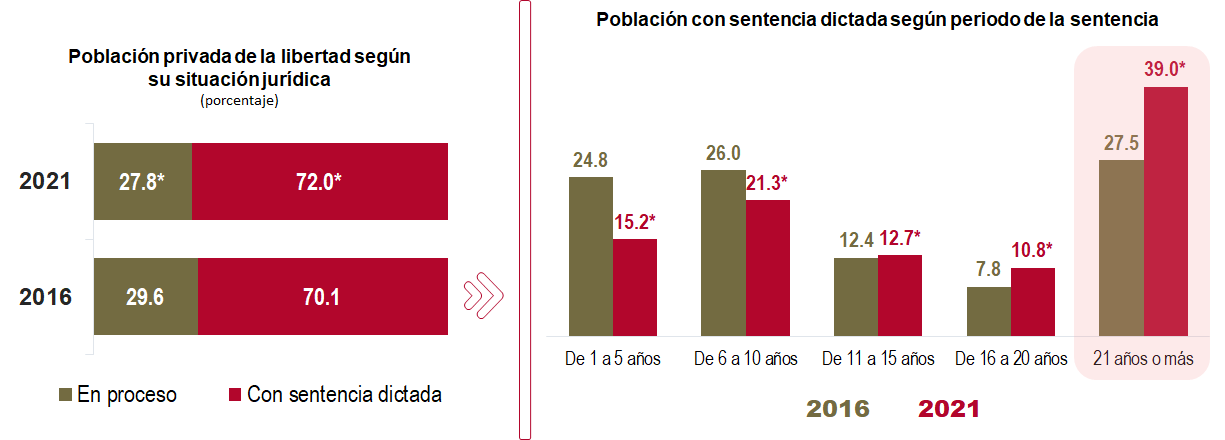 Población privada de la libertad según
su situación jurídica
(porcentaje)
2021
27.8*
72.0*
2016
29.6
70.1
En proceso
Con sentencia dictada
Población con sentencia dictada según periodo de la sentencia
24.8
15.2*
26.0
21.3*
12.4
12.7*
7.8
10.8*
27.5
39.0*
De 1 a 5 años
De 6 a 10 años
De 11 a 15 años
De 16 a 20 años
21 años o más
2016
2021